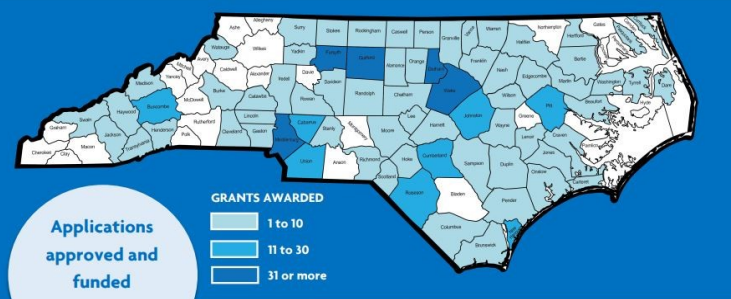 Ashe
Alleghany
Surry
Stokes
Rockingham
Caswell
Person
Granville
Vance
Warren
Northampton
Gates
Halifax
Hertford
Bertie
Watauga
Wilkes
Yadkin
Forsyth
Guilford
Alamance
Orange
Durham
Franklin
Nash
Edgecombe
Martin
Washington
Tyrrell
Dare
Mitchell
Avery
Caldwell
Alexander
Iredell
Davie
Davidson
Randolph
Chatham
Wake
Wilson
Pitt
Beaufort
Hyde
Madison
Yancey
Burke
Catawba
Rowan
Johnston
Greene
Buncombe
McDowell
Lincoln
Lee
Harnett
Wayne
Lenoir
Craven
Pamlico
Swain
Haywood
Rutherford
Cleveland
Gaston
Cabarrus
Stanly
Montgomery
Moore
Graham
Jackson
Henderson
Polk
Mecklenburg
Cherokee
Clay
Macon
Transylvania
Union
Anson
Richmond
Hoke
Cumberland
Sampson
Duplin
Jones
Onslow
Carteret
Scotland
Robeson
Bladen
Pender
Columbus
Brunswick
GRANTS AWARDED
1 to 10
11 to 30
31 or more
Applications
approved and
funded